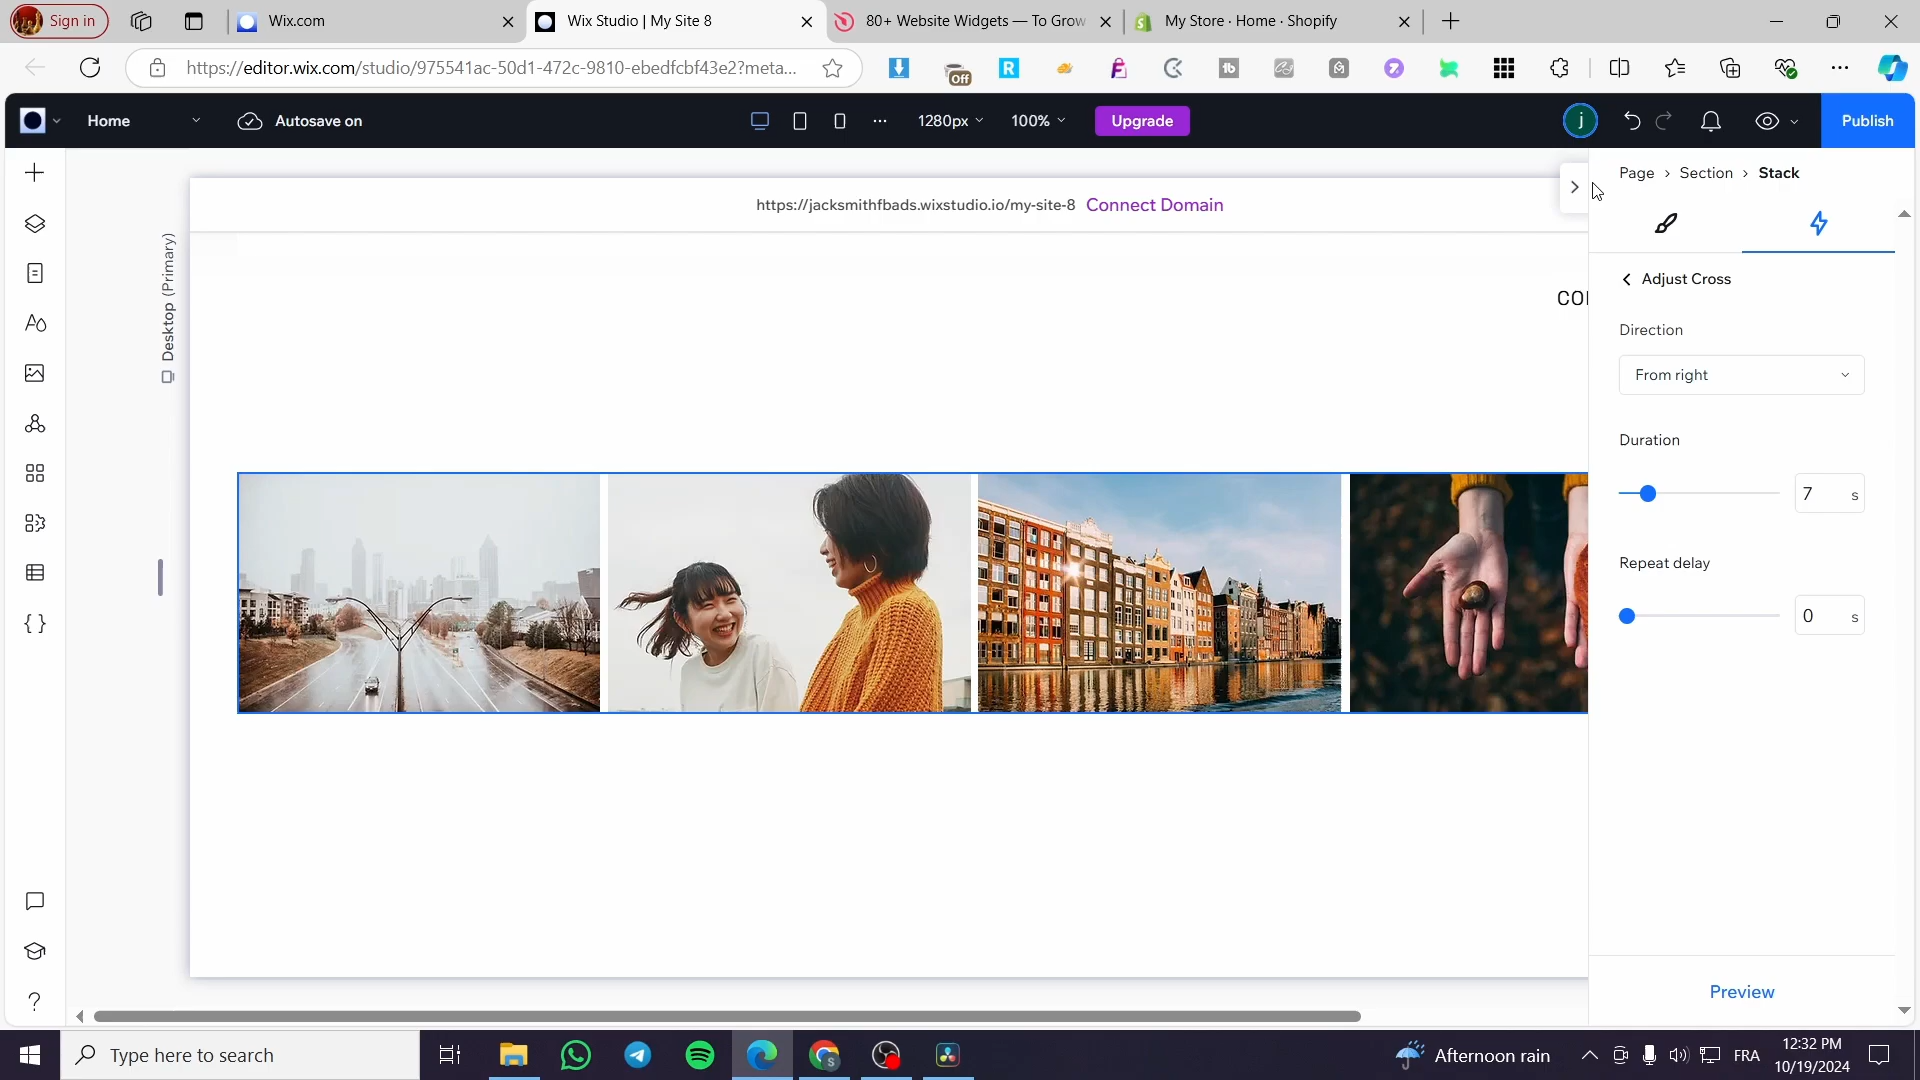 Sign in
Wix.com
Wix Studio | My Site 8
80+ Website Widgets — To Grow
My Store · Home · Shopify
https://editor.wix.com/studio/975541ac-50d1-472c-9810-ebedfcbf43e2?meta...
Off
R
tb
Home
Autosave on
1280px
100%
Upgrade
j
Publish
Page > Section > Stack
https://jacksmithfbads.wixstudio.io/my-site-8 Connect Domain
Desktop (Primary)
Adjust Cross
CO
Direction
From right
Duration
7 s
Repeat delay
0 s
Preview
Type here to search
Afternoon rain
FRA
12:32 PM
10/19/2024